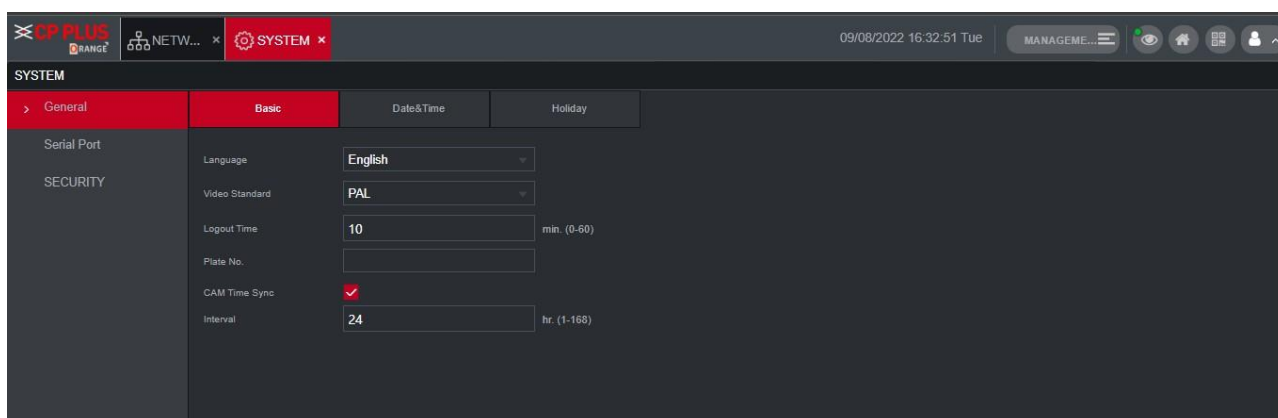 CP PLUS
ORANGE
NETW... ×
SYSTEM ×
09/08/2022 16:32:51 Tue
MANAGEME...
SYSTEM
General
Basic
Date&Time
Holiday
Serial Port
SECURITY
Language
English
Video Standard
PAL
Logout Time
10
min. (0-60)
Plate No.
CAM Time Sync
Interval
24
hr. (1-168)